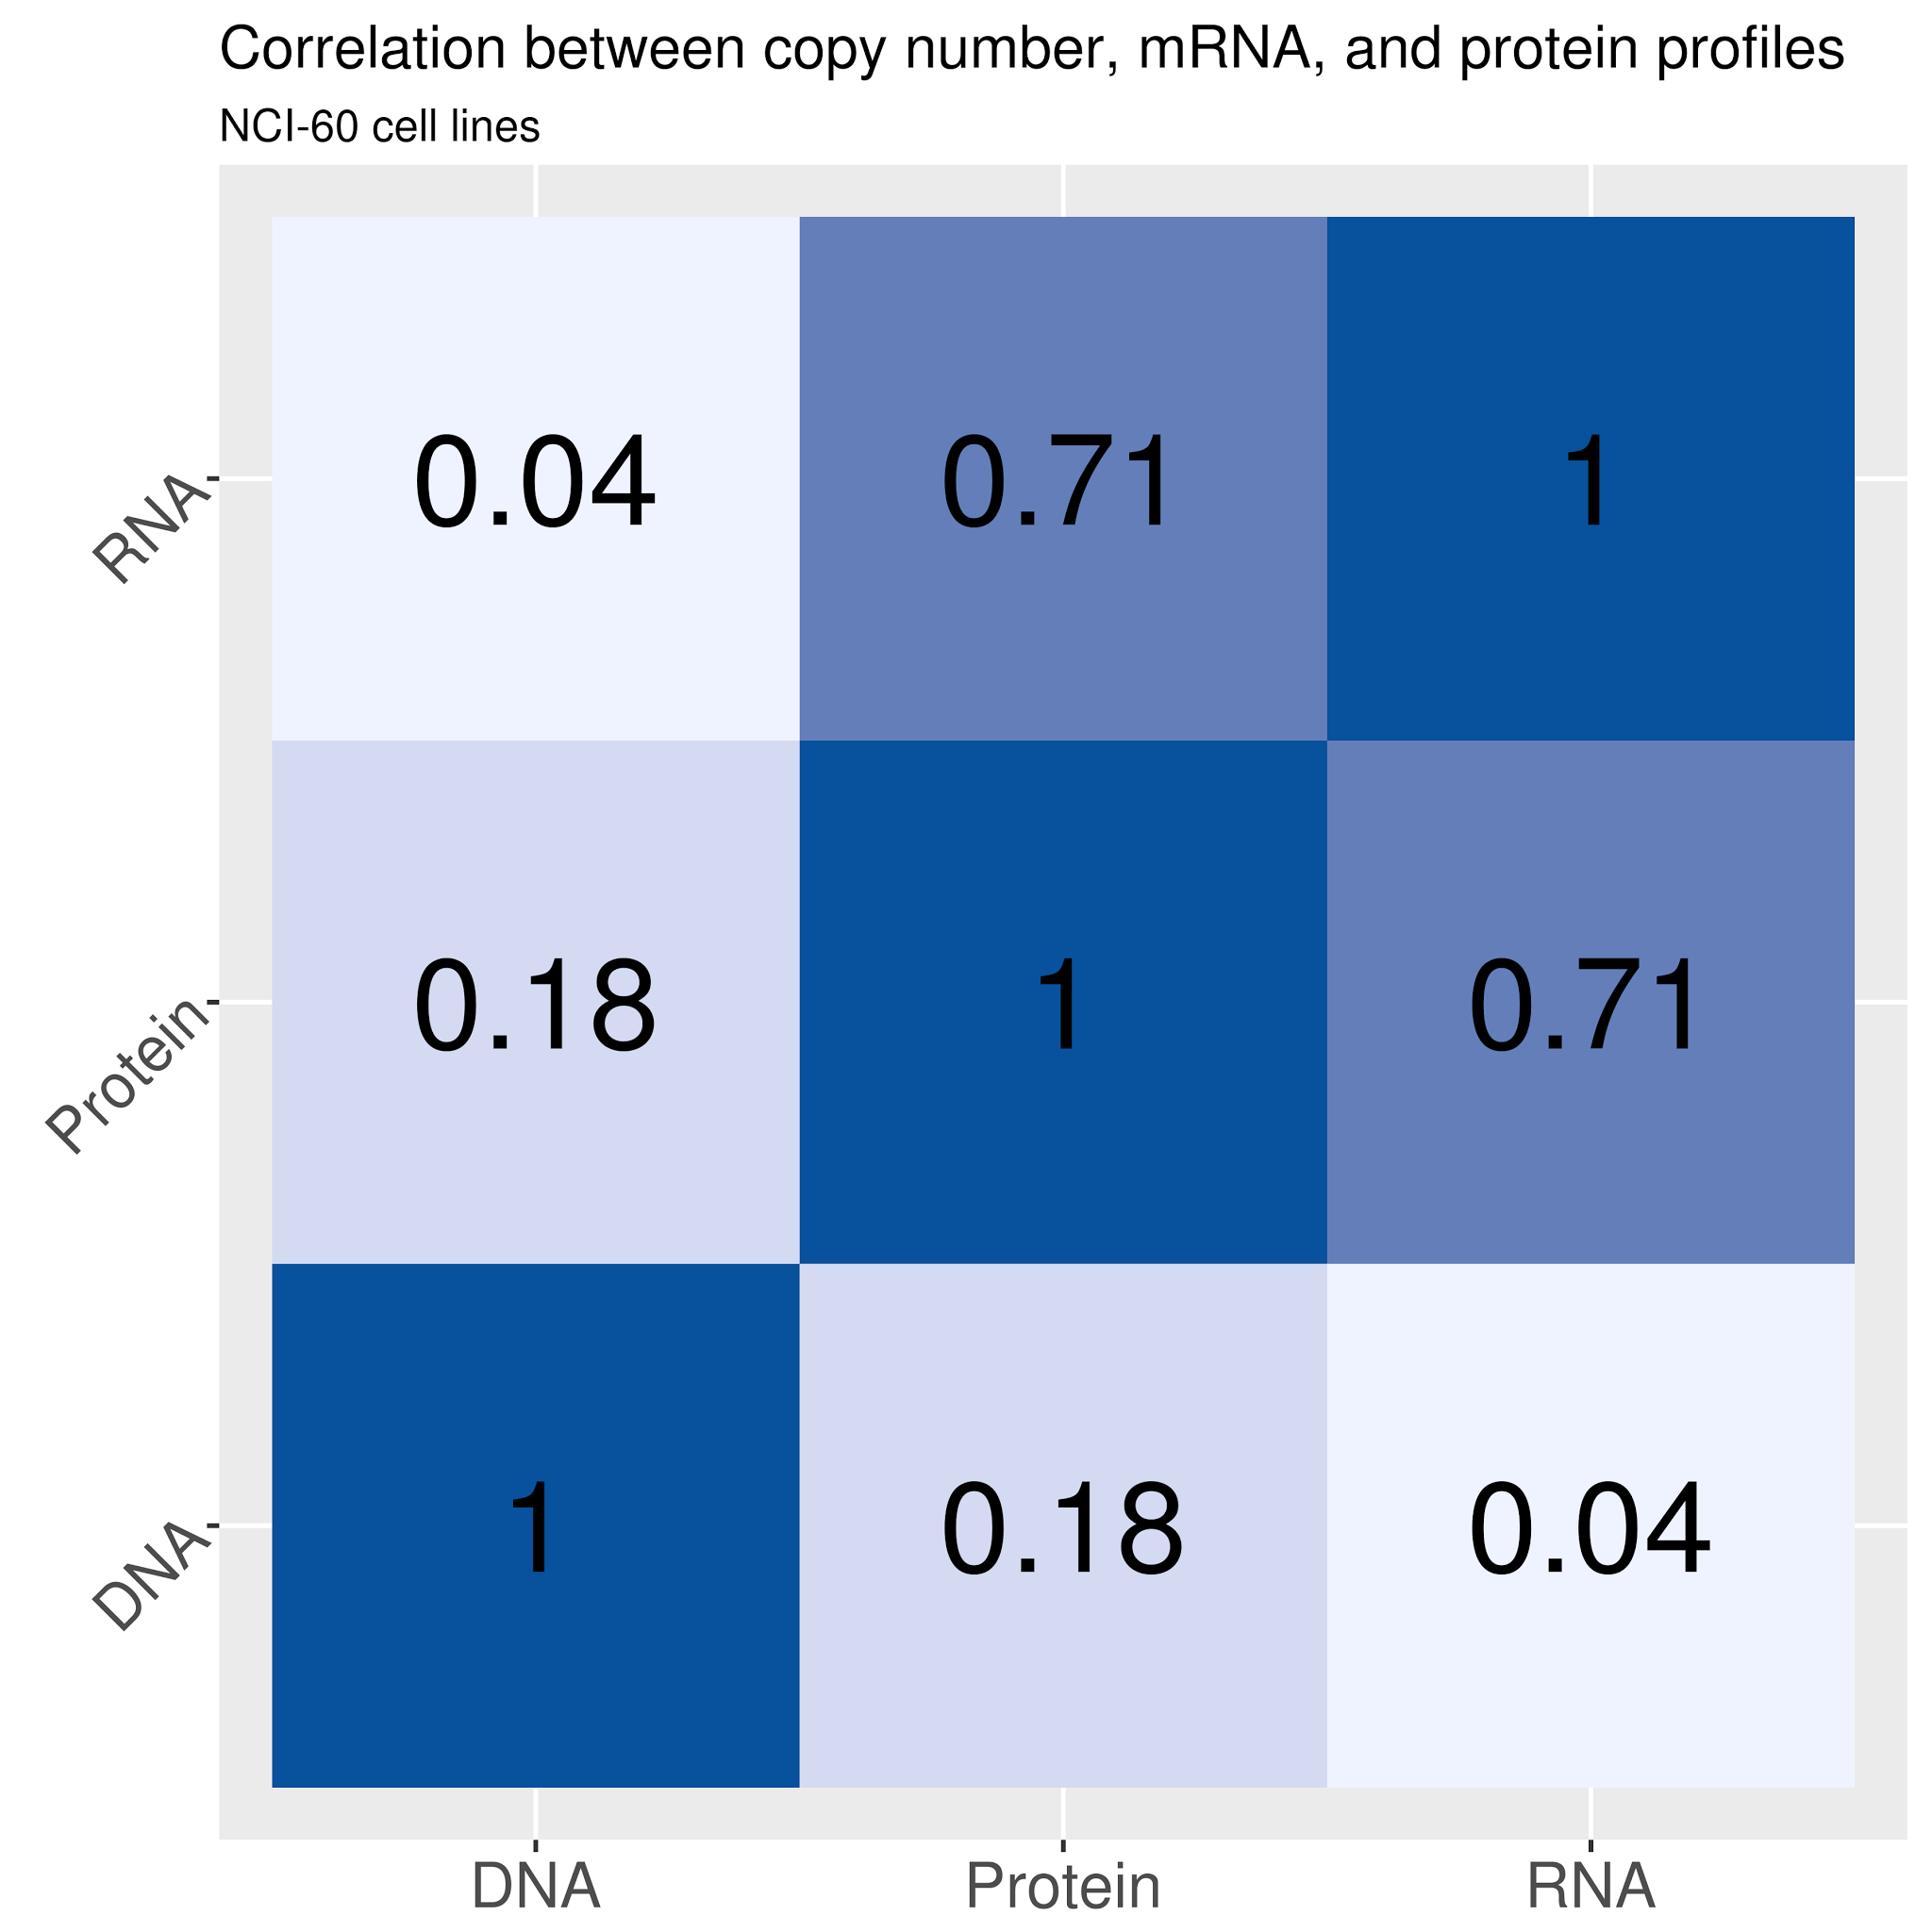 Correlation between copy number, mRNA, and protein profiles
NCI-60 cell lines
RNA
0.04 0.71 1
Protein
0.18 1 0.71
DNA
1 0.18 0.04
DNA Protein RNA